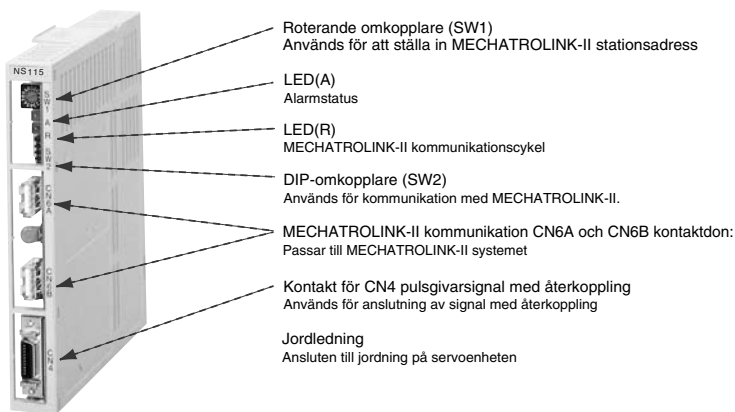 Roterande omkopplare (SW1)
Används för att ställa in MECHATROLINK-II stationsadress
NS115
SW1
A
R
SW2
CN6A
CN6B
CN4
LED(A)
Alarmstatus
LED(R)
MECHATROLINK-II kommunikationscykel
DIP-omkopplare (SW2)
Används för kommunikation med MECHATROLINK-II.
MECHATROLINK-II kommunikation CN6A och CN6B kontaktdon:
Passar till MECHATROLINK-II systemet
Kontakt för CN4 pulsgivarsignal med återkoppling
Används för anslutning av signal med återkoppling
Jordledning
Ansluten till jordning på servoenheten